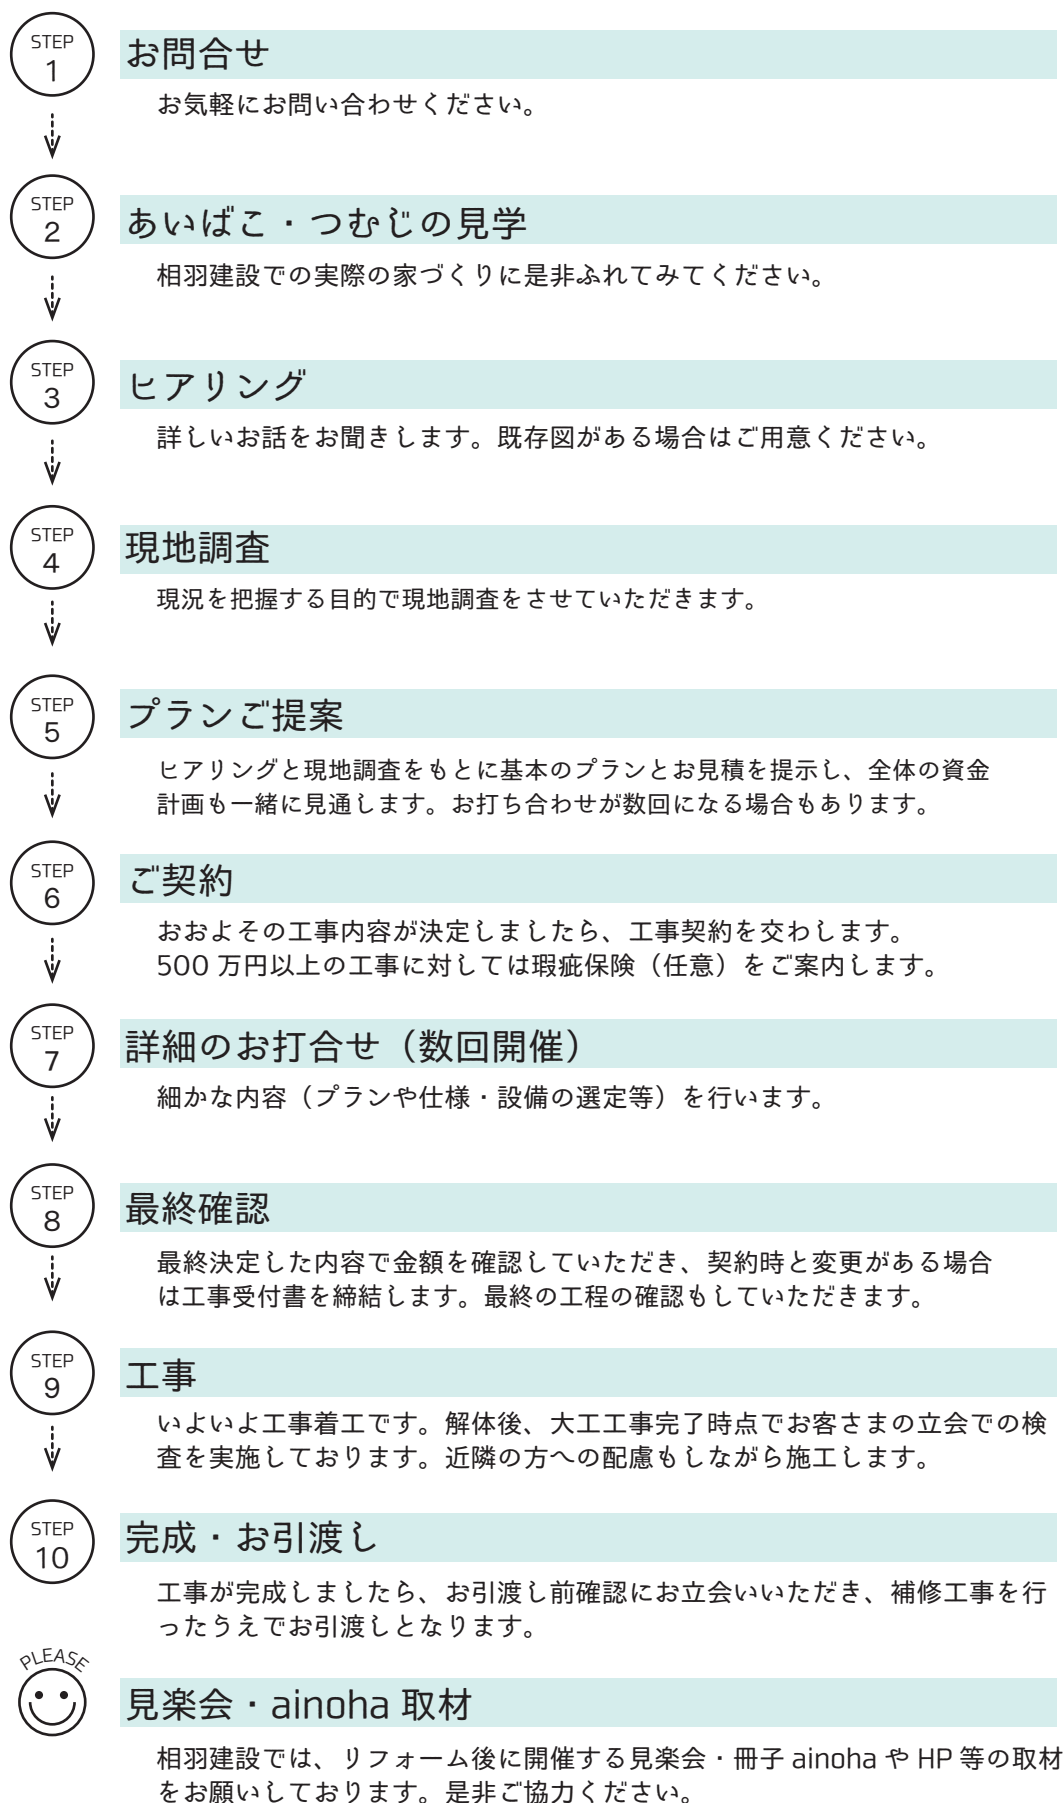 STEP
1
お問合せ
お気軽にお問い合わせください。
STEP
2
あいばこ・つむじの見学
相羽建設での実際の家づくりに是非ふれてみてください。
STEP
3
ヒアリング
詳しいお話をお聞きします。既存図がある場合はご用意ください。
STEP
4
現地調査
現況を把握する目的で現地調査をさせていただきます。
STEP
5
プランご提案
ヒアリングと現地調査をもとに基本のプランとお見積を提示し、全体の資金
計画も一緒に見通します。お打ち合わせが数回になる場合もあります。
STEP
6
ご契約
おおよその工事内容が決定しましたら、工事契約を交わします。
500 万円以上の工事に対しては瑕疵保険（任意）をご案内します。
STEP
7
詳細のお打合せ（数回開催）
細かな内容（プランや仕様・設備の選定等）を行います。
STEP
8
最終確認
最終決定した内容で金額を確認していただき、契約時と変更がある場合
は工事受付書を締結します。最終の工程の確認もしていただきます。
STEP
9
工事
いよいよ工事着工です。解体後、大工工事完了時点でお客さまの立会での検
査を実施しております。近隣の方への配慮もしながら施工します。
STEP
10
完成・お引渡し
工事が完成しましたら、お引渡し前確認にお立会いいただき、補修工事を行
ったうえでお引渡しとなります。
PLEASE
見楽会・ainoha 取材
相羽建設では、リフォーム後に開催する見楽会・冊子 ainoha や HP 等の取材
をお願いしております。是非ご協力ください。